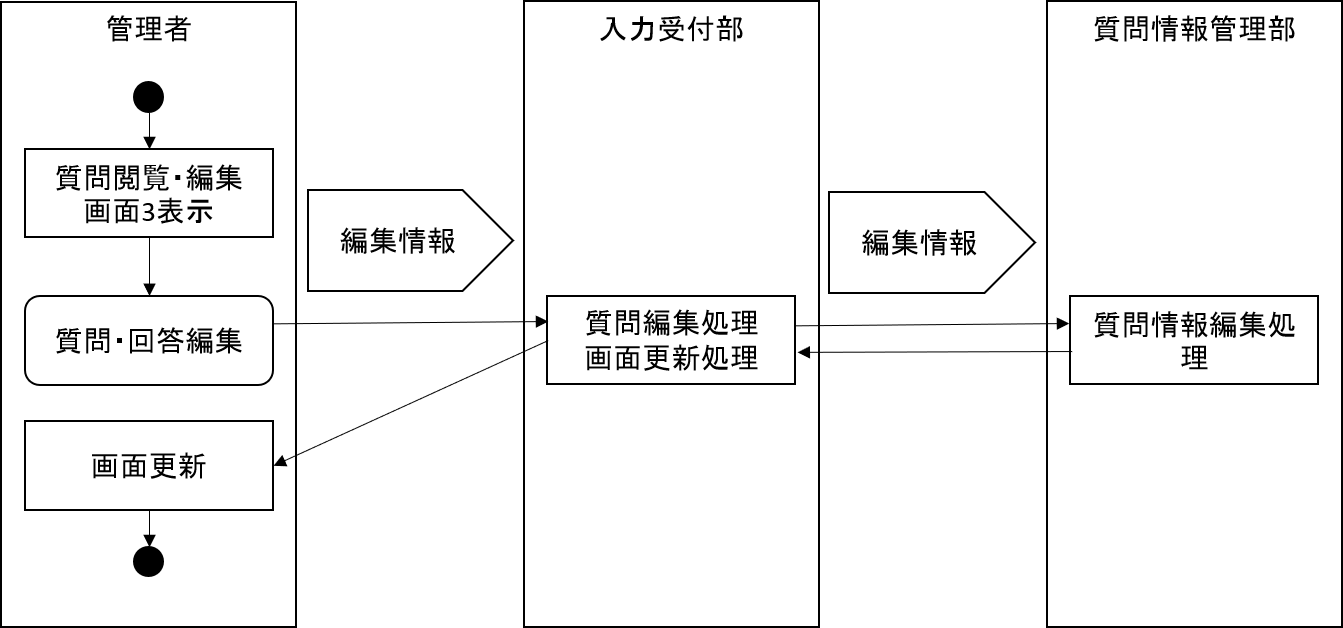 管理者
入力受付部
質問情報管理部
質問閲覧・編集
画面3表示
編集情報
編集情報
質問・回答編集
質問編集処理
画面更新処理
質問情報編集処
理
画面更新